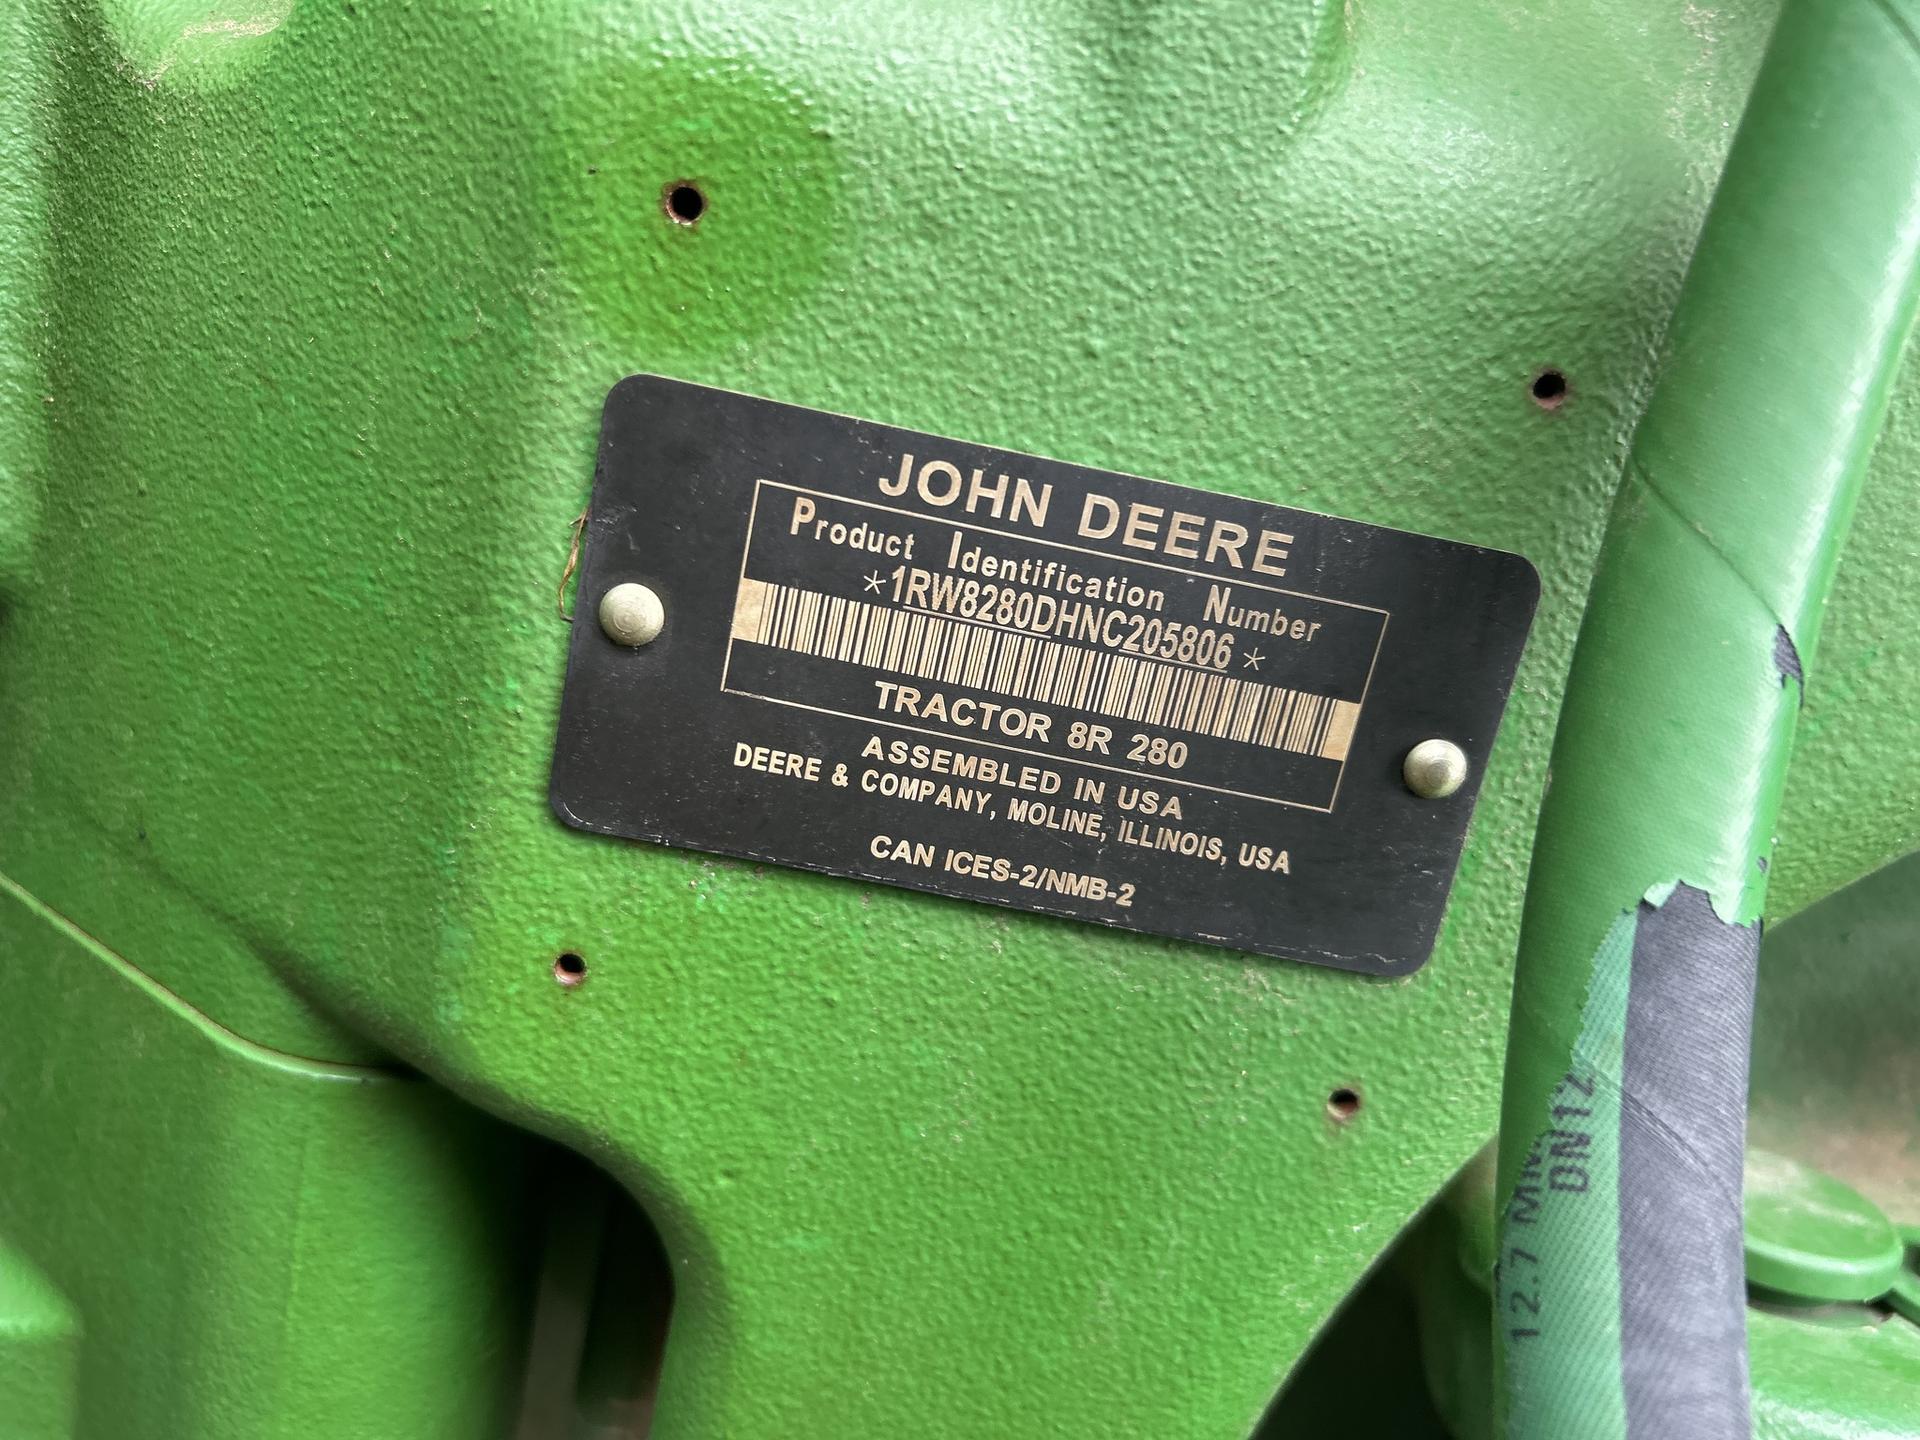 JOHN DEERE
Product Identification Number
*1RW8280DHNC205806*
TRACTOR 8R 280
ASSEMBLED IN USA
DEERE & COMPANY, MOLINE, ILLINOIS, USA
CAN ICES-2/NMB-2
12.7 MM
DN12